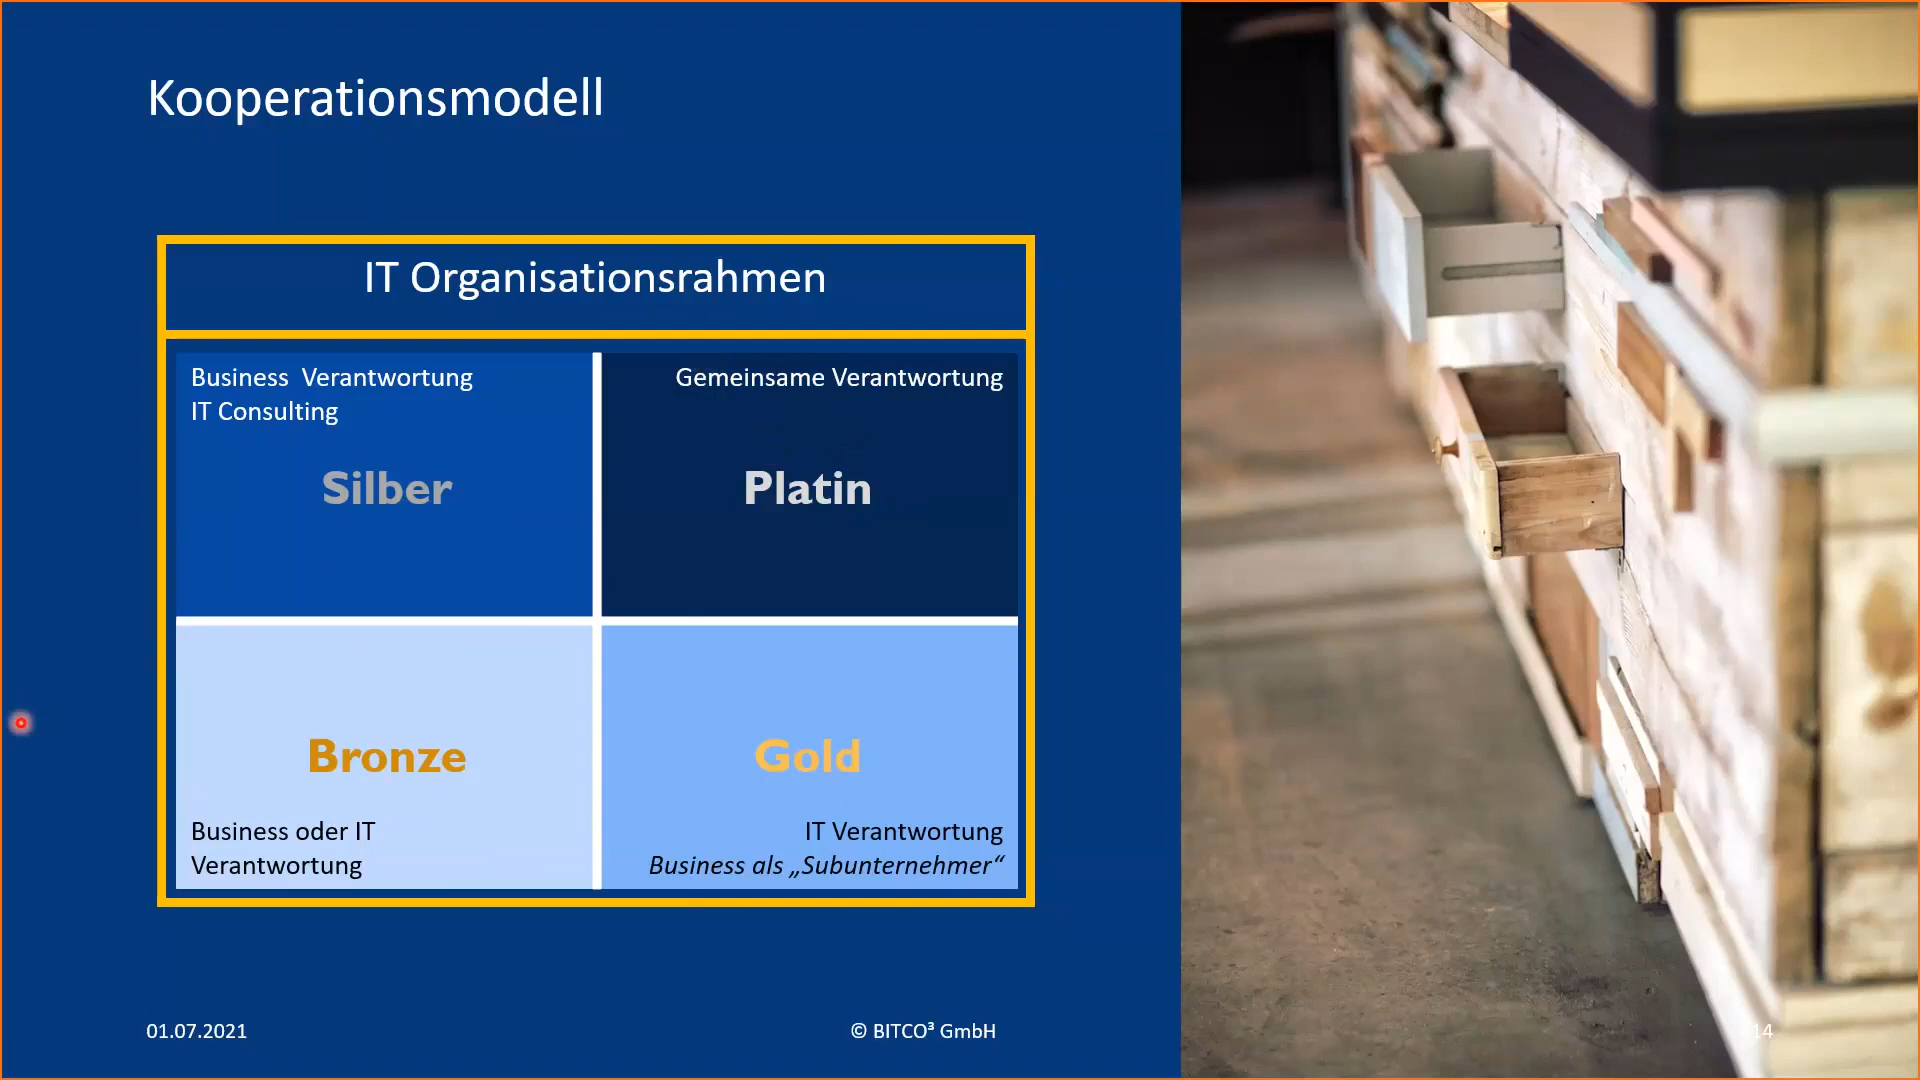 Kooperationsmodell
IT Organisationsrahmen
Business Verantwortung
IT Consulting
Silber
Gemeinsame Verantwortung
Platin
Bronze
Business oder IT
Verantwortung
Gold
IT Verantwortung
Business als „Subunternehmer“
01.07.2021
© BITCO³ GmbH
14